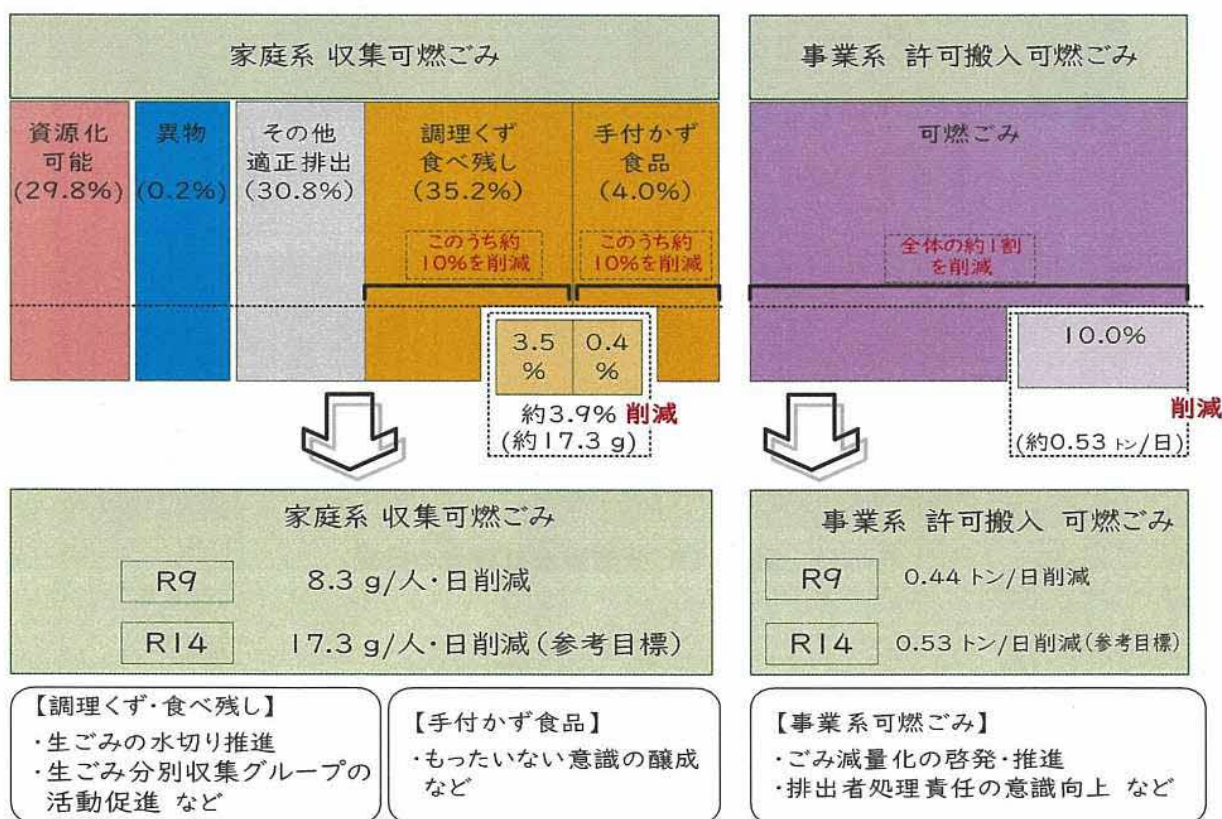 家庭系 収集可燃ごみ
資源化
可能
(29.8%)
異物
(0.2%)
その他
適正排出
(30.8%)
調理くず
食べ残し
(35.2%)
このうち約
10%を削減
手付かず
食品
(4.0%)
このうち約
10%を削減
3.5
%
0.4
%
約3.9% 削減
(約17.3 g)
事業系 許可搬入可燃ごみ
可燃ごみ
全体の約1割
を削減
10.0%
削減
(約0.53 トン/日)
家庭系 収集可燃ごみ
R9 8.3 g/人・日削減
R14 17.3 g/人・日削減(参考目標)
事業系 許可搬入 可燃ごみ
R9 0.44 トン/日削減
R14 0.53 トン/日削減(参考目標)
【調理くず・食べ残し】
・生ごみの水切り推進
・生ごみ分別収集グループの
活動促進 など
【手付かず食品】
・もったいない意識の醸成
など
【事業系可燃ごみ】
・ごみ減量化の啓発・推進
・排出者処理責任の意識向上 など